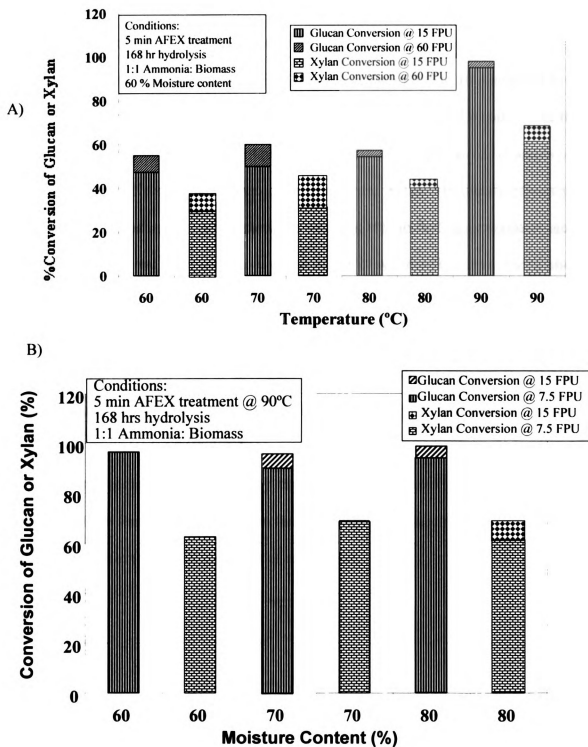 A)
%Conversion of Glucan or Xylan
120
100
80
60
40
20
0
Conditions:
5 min AFEX treatment
168 hr hydrolysis
1:1 Ammonia: Biomass
60 % Moisture content
Glucan Conversion @ 15 FPU
Glucan Conversion @ 60 FPU
Xylan Conversion @ 15 FPU
Xylan Conversion @ 60 FPU
60 60 70 70 80 80 90 90
Temperature (ºC)
B)
Conversion of Glucan or Xylan (%)
120
100
80
60
40
20
0
Conditions:
5 min AFEX treatment @ 90ºC
168 hrs hydrolysis
1:1 Ammonia: Biomass
Glucan Conversion @ 15 FPU
Glucan Conversion @ 7.5 FPU
Xylan Conversion @ 15 FPU
Xylan Conversion @ 7.5 FPU
60 60 70 70 80 80
Moisture Content (%)